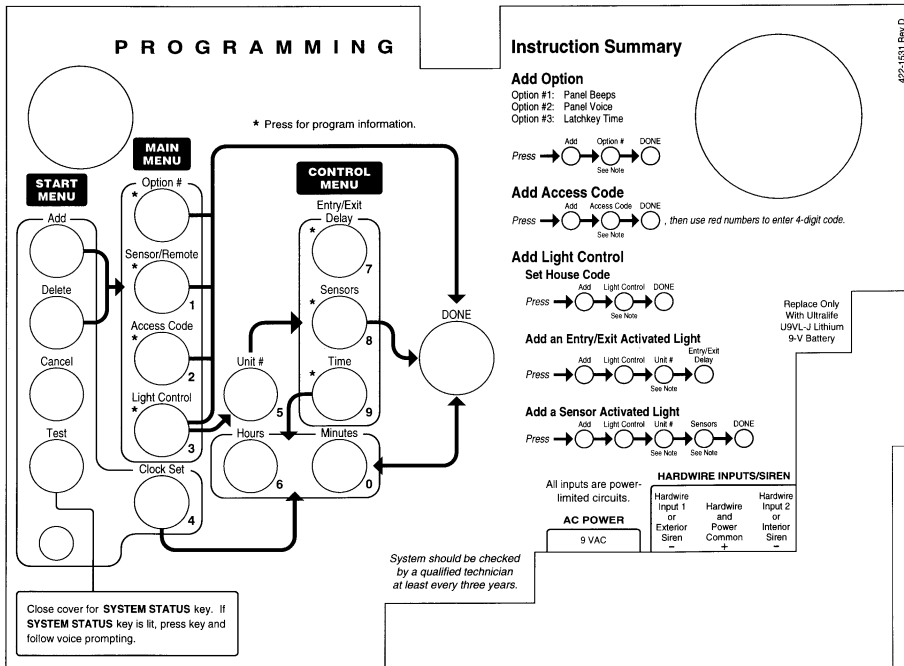 PROGRAMMING
* Press for program information.
START
MENU
MAIN
MENU
CONTROL
MENU
Add
Delete
Cancel
Test
* Option #
* Sensor/Remote
1
* Access Code
2
* Light Control
3
Clock Set
4
Unit #
5
Entry/Exit
Delay
* 7
Sensors
* 8
Time
* 9
Hours
6
Minutes
0
DONE
Close cover for SYSTEM STATUS key. If
SYSTEM STATUS key is lit, press key and
follow voice prompting.
Instruction Summary
Add Option
Option #1: Panel Beeps
Option #2: Panel Voice
Option #3: Latchkey Time
Add Option # DONE
Press
See Note
Add Access Code
Add Access Code DONE
Press , then use red numbers to enter 4-digit code.
See Note
Add Light Control
Set House Code
Add Light Control DONE
Press
See Note
Add an Entry/Exit Activated Light
Add Light Control Unit # Entry/Exit
Delay
Press
See Note
Add a Sensor Activated Light
Add Light Control Unit # Sensors DONE
Press
See Note See Note
422-1531 Rev D
Replace Only
With Ultralife
U9VL-J Lithium
9-V Battery
All inputs are power-
limited circuits.
AC POWER
9 VAC
HARDWIRE INPUTS/SIREN
Hardwire
Input 1
or
Exterior
Siren
–
Hardwire
and
Power
Common
+
Hardwire
Input 2
or
Interior
Siren
–
System should be checked
by a qualified technician
at least every three years.